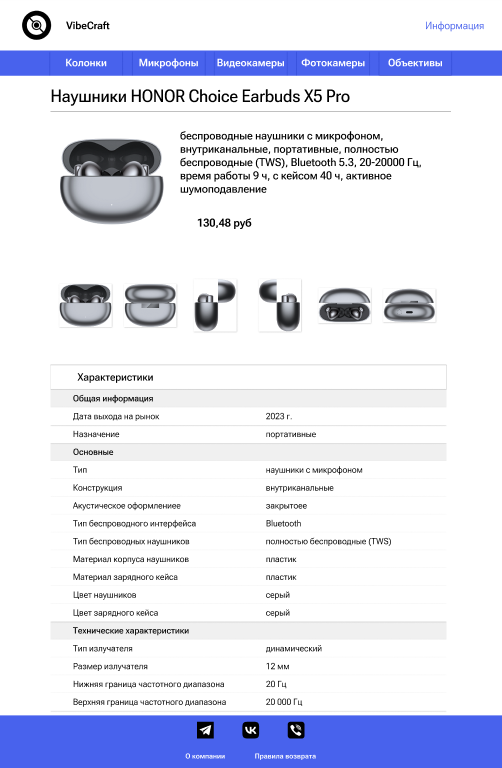 VibeCraft
Информация
Колонки
Микрофоны
Видеокамеры
Фотокамеры
Объективы
Наушники HONOR Choice Earbuds X5 Pro
беспроводные наушники с микрофоном,
внутриканальные, портативные, полностью
беспроводные (TWS), Bluetooth 5.3, 20-20000 Гц,
время работы 9 ч, с кейсом 40 ч, активное
шумоподавление
130,48 руб
Характеристики
Общая информация
Дата выхода на рынок 2023 г.
Назначение портативные
Основные
Тип наушники с микрофоном
Конструкция внутриканальные
Акустическое оформлениее закрытоее
Тип беспроводного интерфейса Bluetooth
Тип беспроводных наушников полностью беспроводные (TWS)
Материал корпуса наушников пластик
Материал зарядного кейса пластик
Цвет наушников серый
Цвет зарядного кейса серый
Технические характеристики
Тип излучателя динамический
Размер излучателя 12 мм
Нижняя граница частотного диапазона 20 Гц
Верхняя граница частотного диапазона 20 000 Гц
О компании
Правила возврата